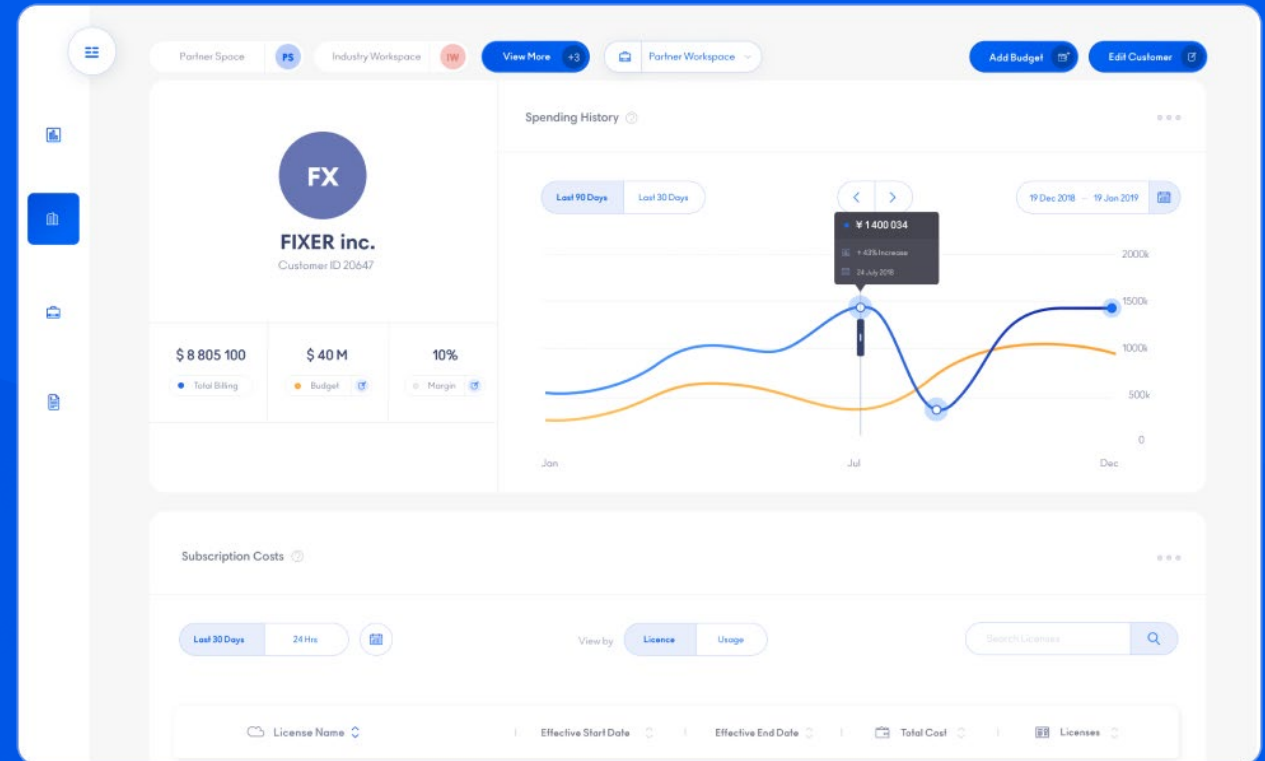 Partner Space PS Industry Workspace IW View More +3 Partner Workspace Add Budget Edit Customer
FX
FIXER inc.
Customer ID 20647
$ 8 805 100 $ 40 M 10%
Total Billing Budget Margin
Spending History ?
Last 90 Days Last 30 Days 19 Dec 2018 - 19 Jan 2019
¥ 1 400 034
+ 43% Increase
24 July 2018
2000k
1500k
1000k
500k
0
Jan Jul Dec
Subscription Costs ?
Last 30 Days 24 Hrs View by Licence Usage Search Licenses
License Name Effective Start Date Effective End Date Total Cost Licenses